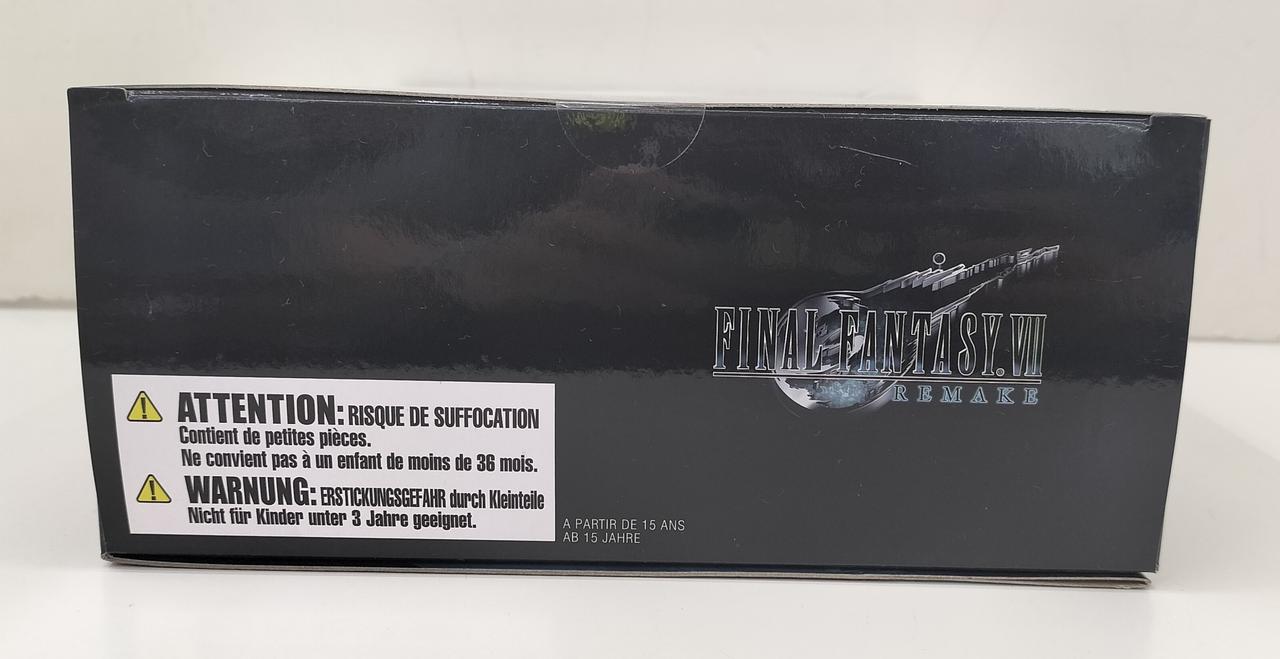 FINAL FANTASY. VII
REMAKE
ATTENTION: RISQUE DE SUFFOCATION
Contient de petites pièces.
Ne convient pas à un enfant de moins de 36 mois.
WARNUNG: ERSTICKUNGSGEFAHR durch Kleinteile
Nicht für Kinder unter 3 Jahre geeignet.
A PARTIR DE 15 ANS
AB 15 JAHRE